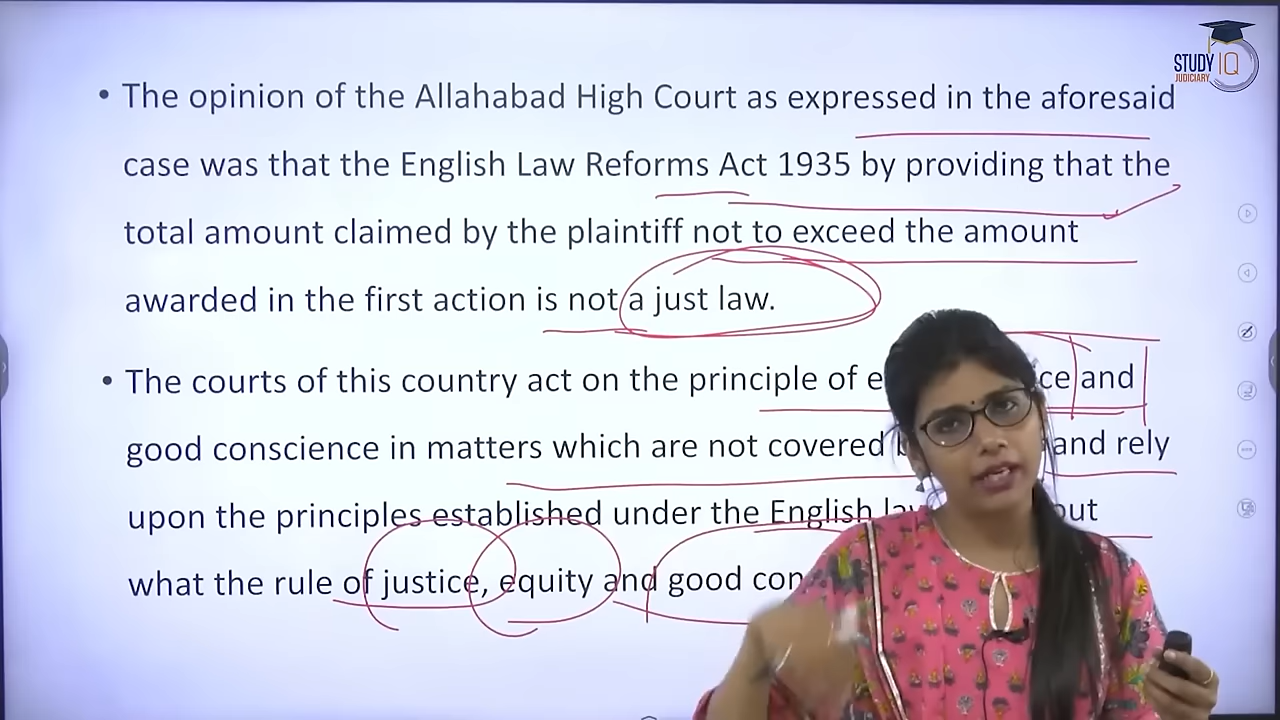 STUDY IQ
JUDICIARY
• The opinion of the Allahabad High Court as expressed in the aforesaid
case was that the English Law Reforms Act 1935 by providing that the
total amount claimed by the plaintiff not to exceed the amount
awarded in the first action is not a just law.
• The courts of this country act on the principle of and
good conscience in matters which are not covered and rely
upon the principles established under the English
what the rule of justice, equity and good